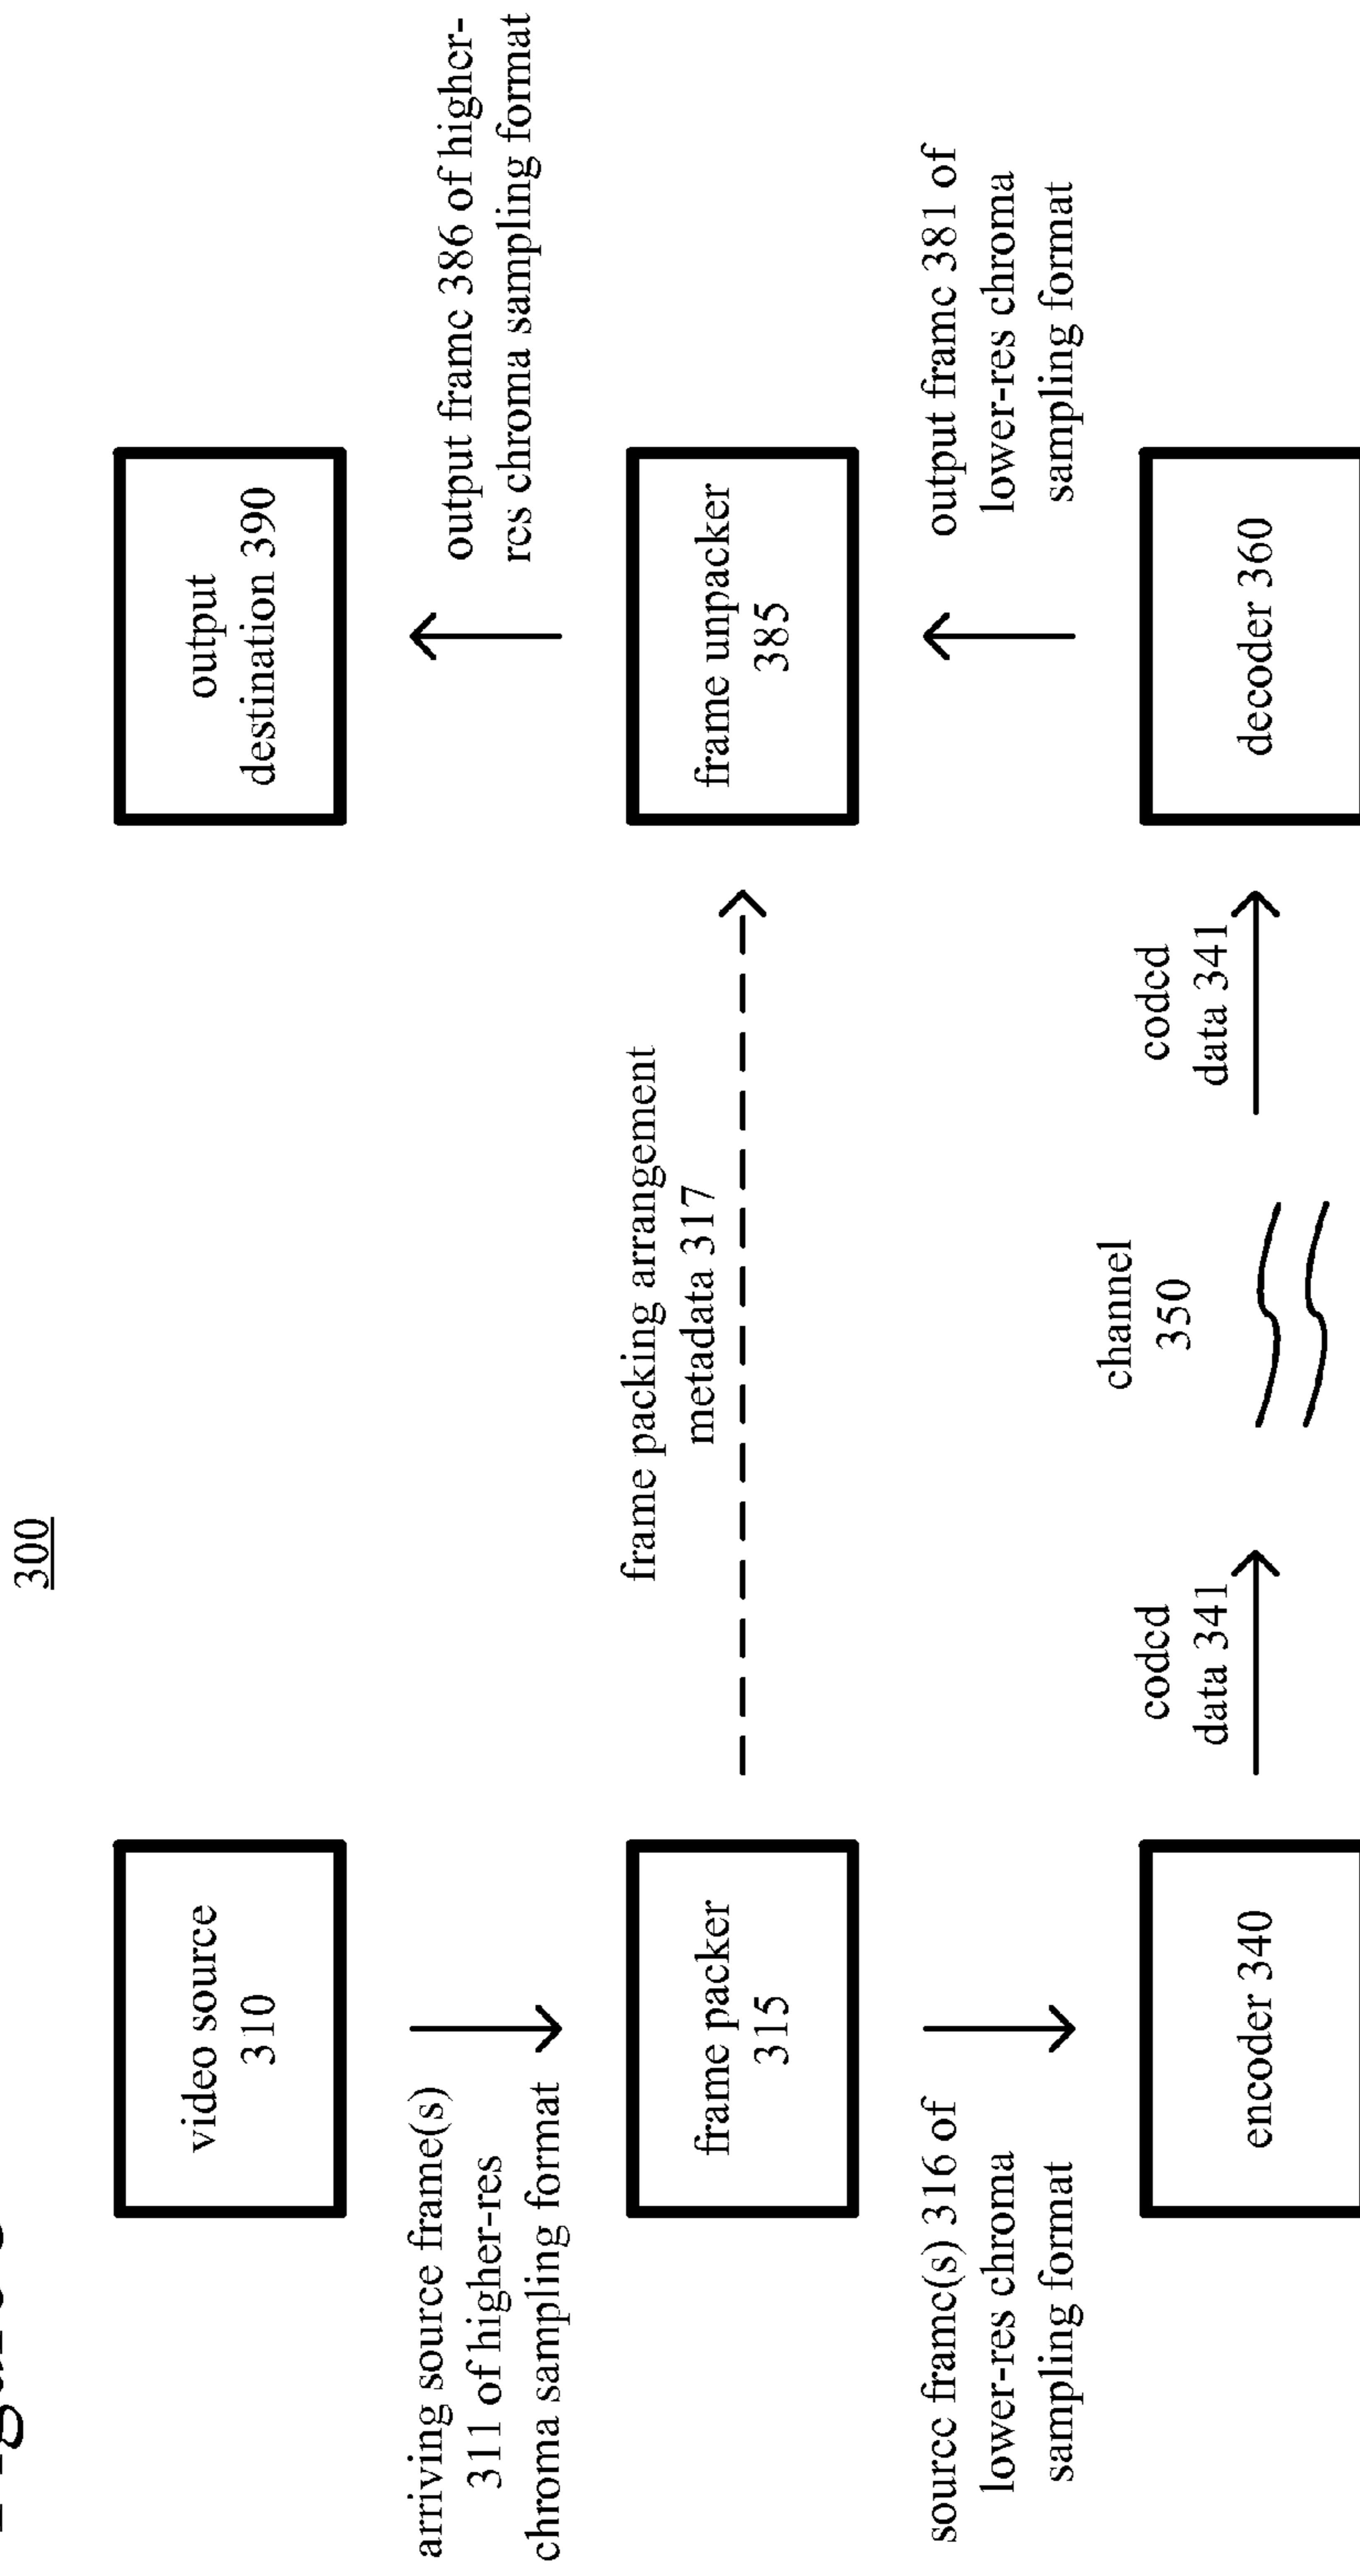 300
video source
310
output
destination 390
arriving source frame(s)
311 of higher-res
chroma sampling format
output frame 386 of higher-
res chroma sampling format
frame packing arrangement
metadata 317
frame packer
315
frame unpacker
385
source frame(s) 316 of
lower-res chroma
sampling format
output frame 381 of
lower-res chroma
sampling format
channel
350
coded
data 341
coded
data 341
encoder 340
decoder 360